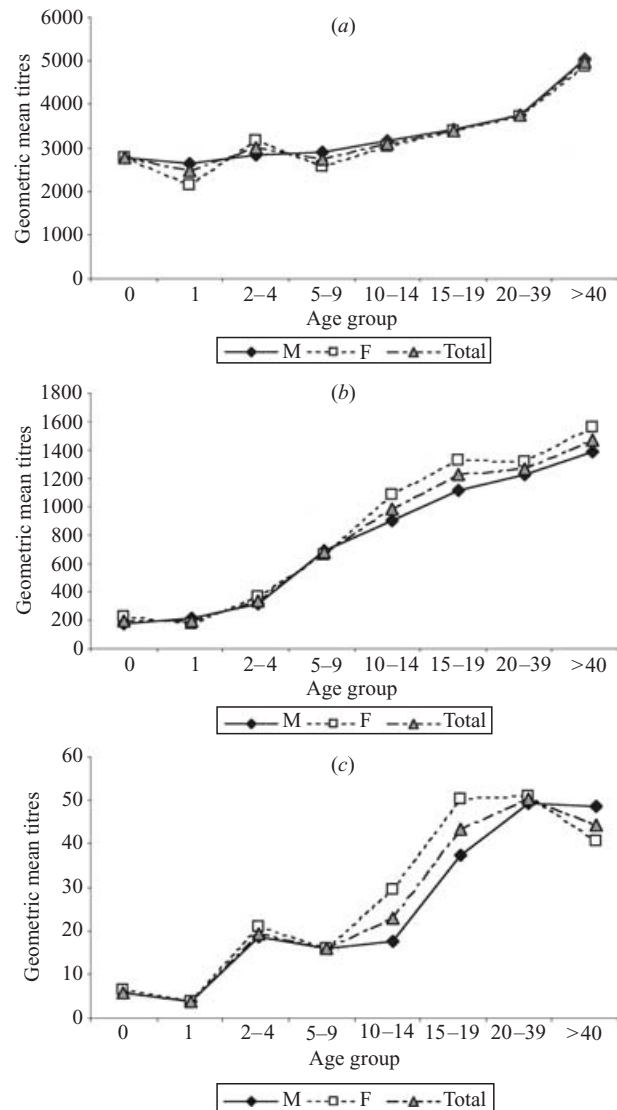 (a)
Geometric mean titres
6000
5000
4000
3000
2000
1000
0
0 1 2–4 5–9 10–14 15–19 20–39 >40
Age group
M F Total
(b)
Geometric mean titres
1800
1600
1400
1200
1000
800
600
400
200
0
0 1 2–4 5–9 10–14 15–19 20–39 >40
Age group
M F Total
(c)
Geometric mean titres
60
50
40
30
20
10
0
0 1 2–4 5–9 10–14 15–19 20–39 >40
Age group
M F Total